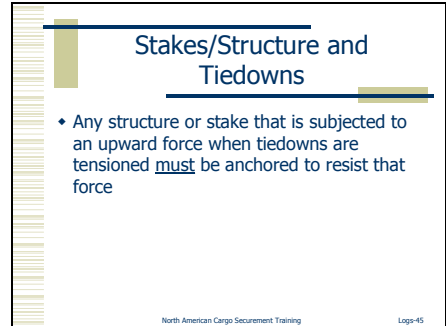 Stakes/Structure and
Tiedowns
◆ Any structure or stake that is subjected to
an upward force when tiedowns are
tensioned must be anchored to resist that
force
North American Cargo Securement Training Logs-45